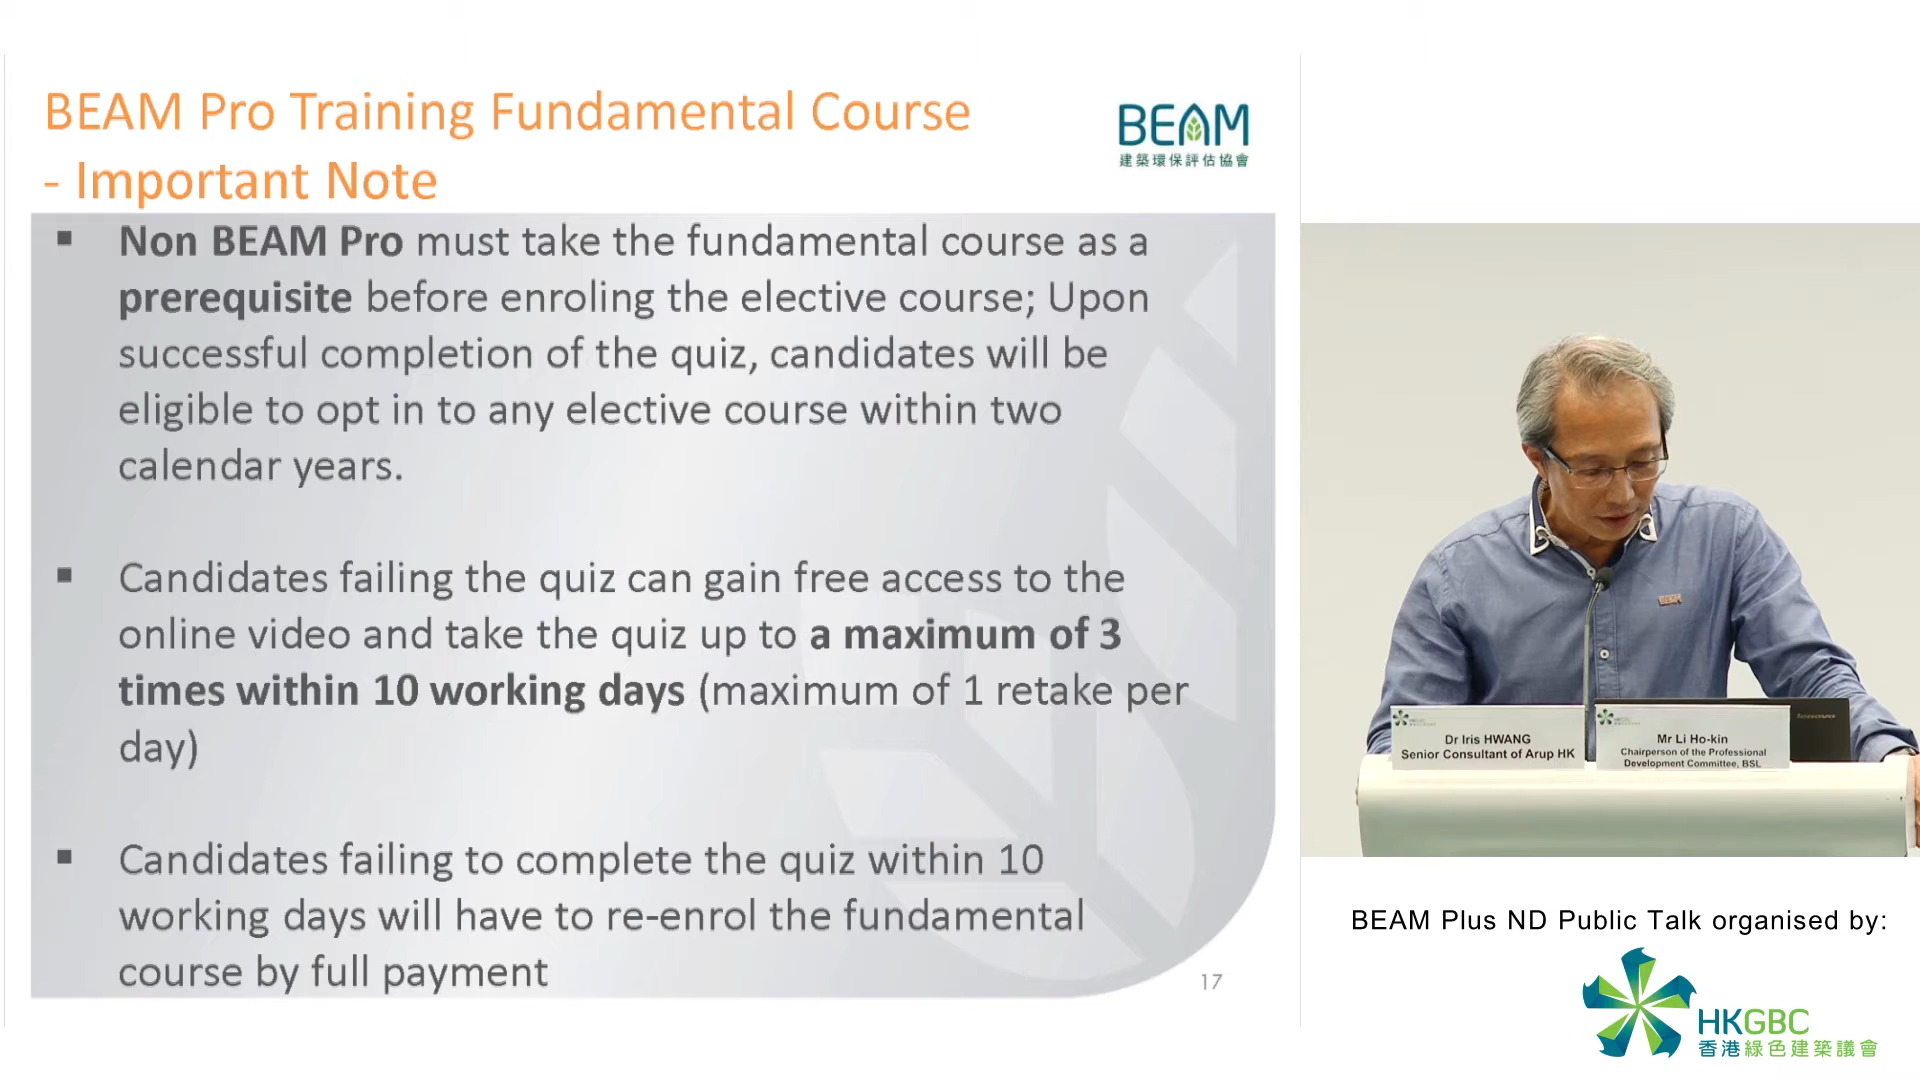 BEAM Pro Training Fundamental Course
- Important Note
BEAM
建築環保評估協會
▪ Non BEAM Pro must take the fundamental course as a
prerequisite before enroling the elective course; Upon
successful completion of the quiz, candidates will be
eligible to opt in to any elective course within two
calendar years.
▪ Candidates failing the quiz can gain free access to the
online video and take the quiz up to a maximum of 3
times within 10 working days (maximum of 1 retake per
day)
▪ Candidates failing to complete the quiz within 10
working days will have to re-enrol the fundamental
course by full payment
17
BEAM
HKGBC
Dr Iris HWANG
Senior Consultant of Arup HK
HKGBC
Mr Li Ho-kin
Chairperson of the Professional
Development Committee, BSL
lenovo
BEAM Plus ND Public Talk organised by:
HKGBC
香港綠色建築議會